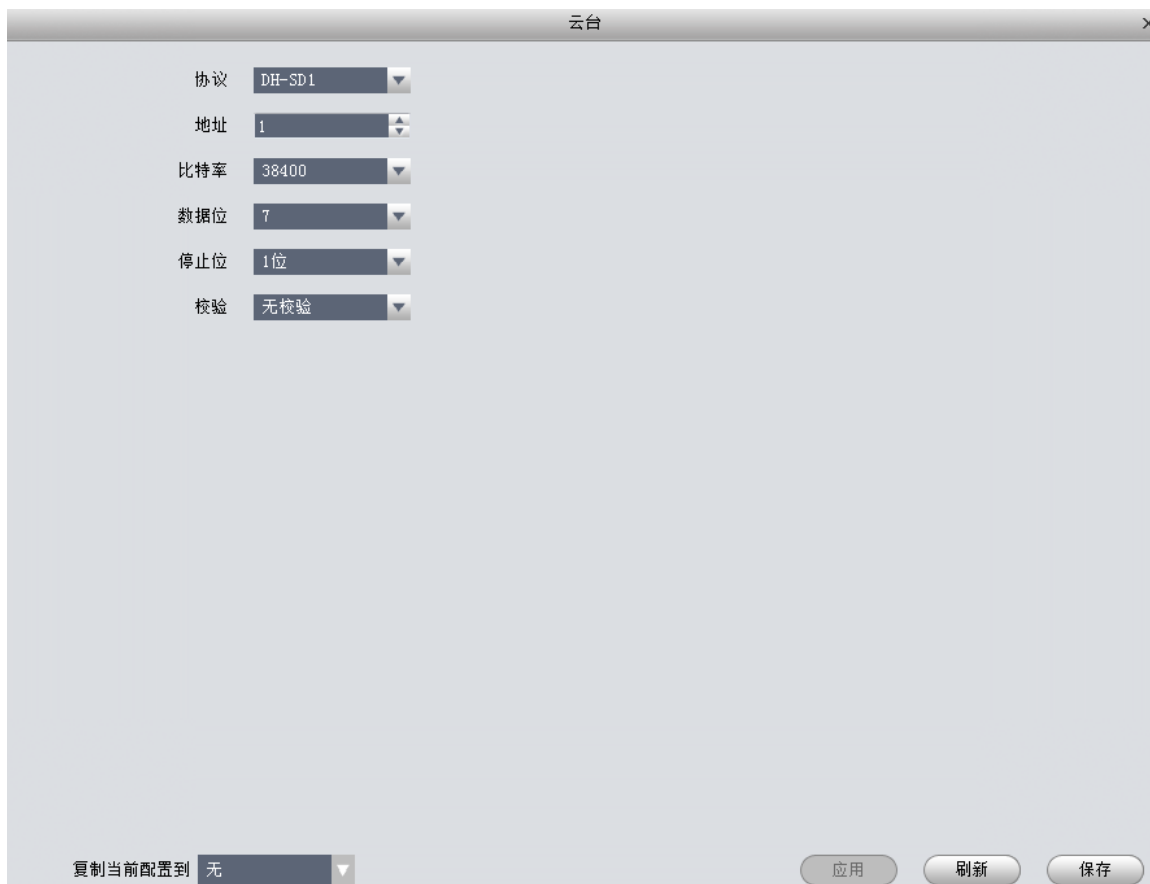 云台
协议 DH-SD1
地址 1
比特率 38400
数据位 7
停止位 1位
校验 无校验
复制当前配置到 无 应用 刷新 保存